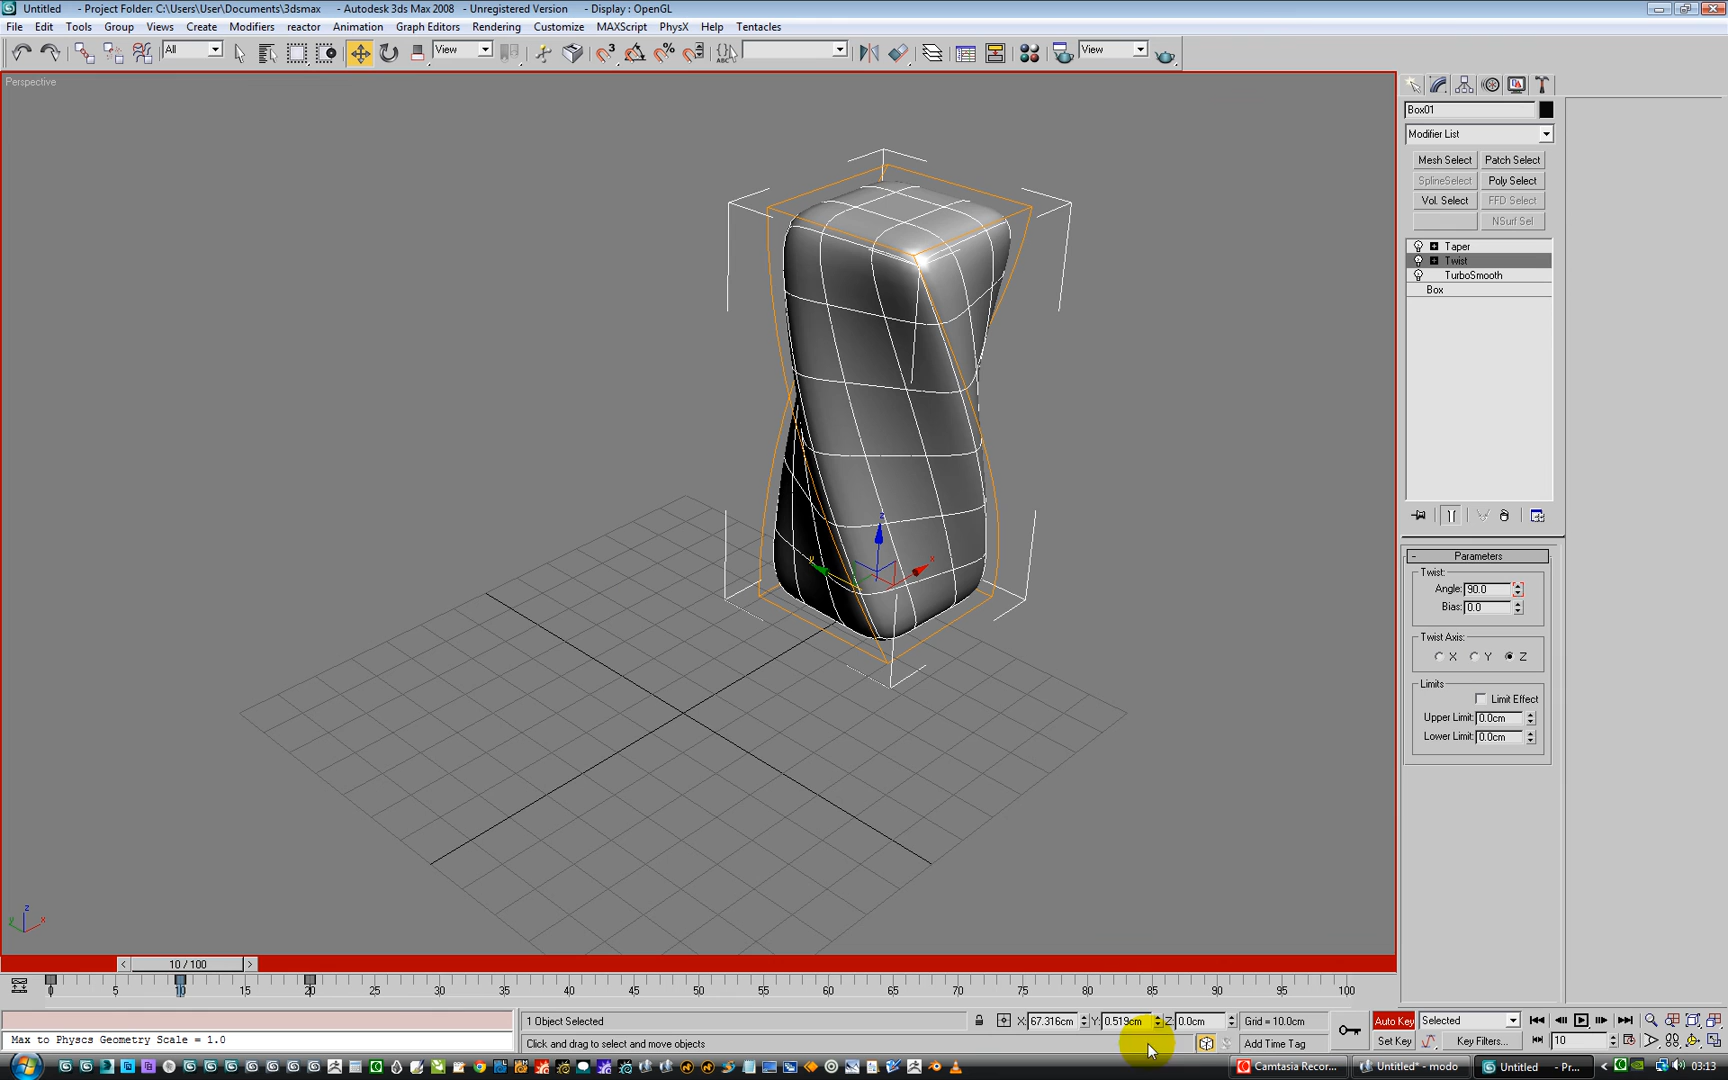 Untitled - Project Folder: C:\Users\User\Documents\3dsmax - Autodesk 3ds Max 2008 - Unregistered Version - Display : OpenGL
File Edit Tools Group Views Create Modifiers reactor Animation Graph Editors Rendering Customize MAXScript PhysX Help Tentacles
All View View
Perspective
Box01
Modifier List
Mesh Select Patch Select
SplineSelect Poly Select
Vol. Select FFD Select
NSurf Sel
Taper
Twist
TurboSmooth
Box
Parameters
Twist:
Angle: 90.0
Bias: 0.0
Twist Axis:
X Y Z
Limits
Limit Effect
Upper Limit: 0.0cm
Lower Limit: 0.0cm
z
x
y
z
y x
< 10 / 100 >
0 5 10 15 20 25 30 35 40 45 50 55 60 65 70 75 80 85 90 95 100
1 Object Selected X: 67.316cm Y: 0.519cm Z: 0.0cm Grid = 10.0cm Auto Key Selected
Max to Physcs Geometry Scale = 1.0 Click and drag to select and move objects Add Time Tag Set Key Key Filters... 10
Camtasia Recor... Untitled* - modo Untitled - Pr... 03:13